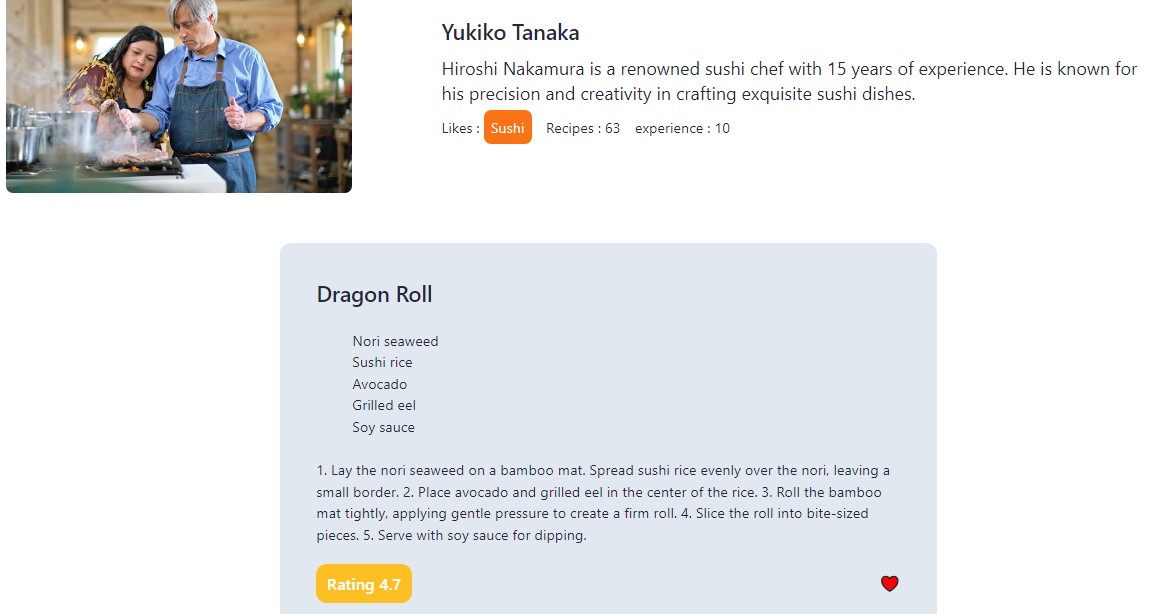 Yukiko Tanaka
Hiroshi Nakamura is a renowned sushi chef with 15 years of experience. He is known for
his precision and creativity in crafting exquisite sushi dishes.
Likes : Sushi Recipes : 63 experience : 10
Dragon Roll
Nori seaweed
Sushi rice
Avocado
Grilled eel
Soy sauce
1. Lay the nori seaweed on a bamboo mat. Spread sushi rice evenly over the nori, leaving a
small border. 2. Place avocado and grilled eel in the center of the rice. 3. Roll the bamboo
mat tightly, applying gentle pressure to create a firm roll. 4. Slice the roll into bite-sized
pieces. 5. Serve with soy sauce for dipping.
Rating 4.7